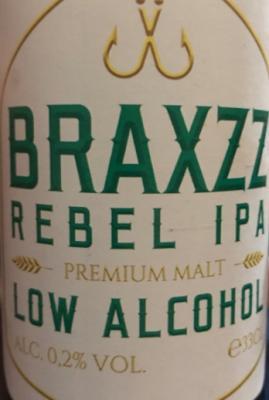 BRAXZZ
REBEL IPA
PREMIUM MALT
LOW ALCOHOL
ALC. 0,2% VOL.